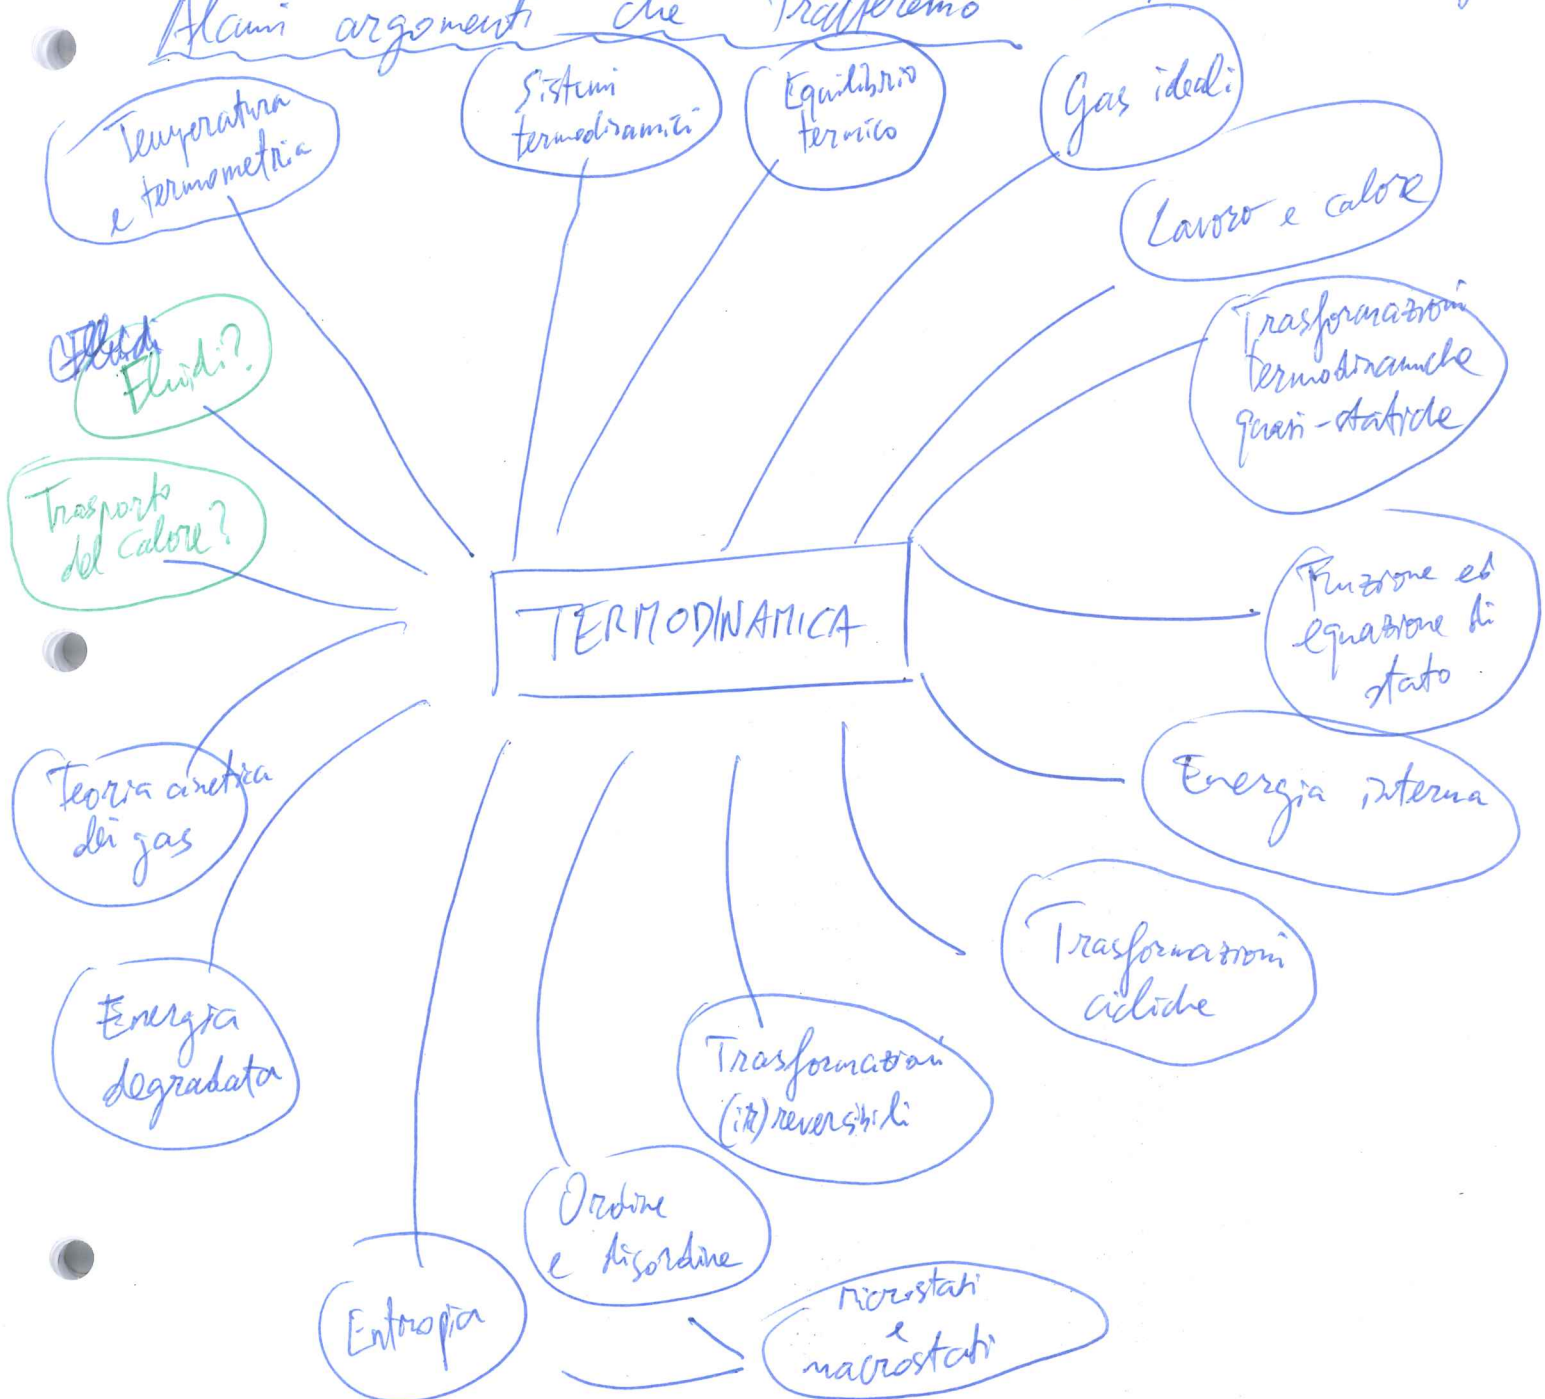 Alcuni argomenti che tratteremo
Temperatura
e termometria
Sistemi
termodinamici
Equilibrio
termico
Gas ideali
Lavoro e calore
Trasformazioni
termodinamiche
quasi-statiche
Fluidi
Fluidi?
Trasporto
del calore?
TERMODINAMICA
Funzione ed
equazione di
stato
Energia interna
Teoria cinetica
dei gas
Trasformazioni
cicliche
Energia
degradata
Trasformazioni
(ir)reversibili
Ordine
e disordine
Entropia
microstati
e
macrostati